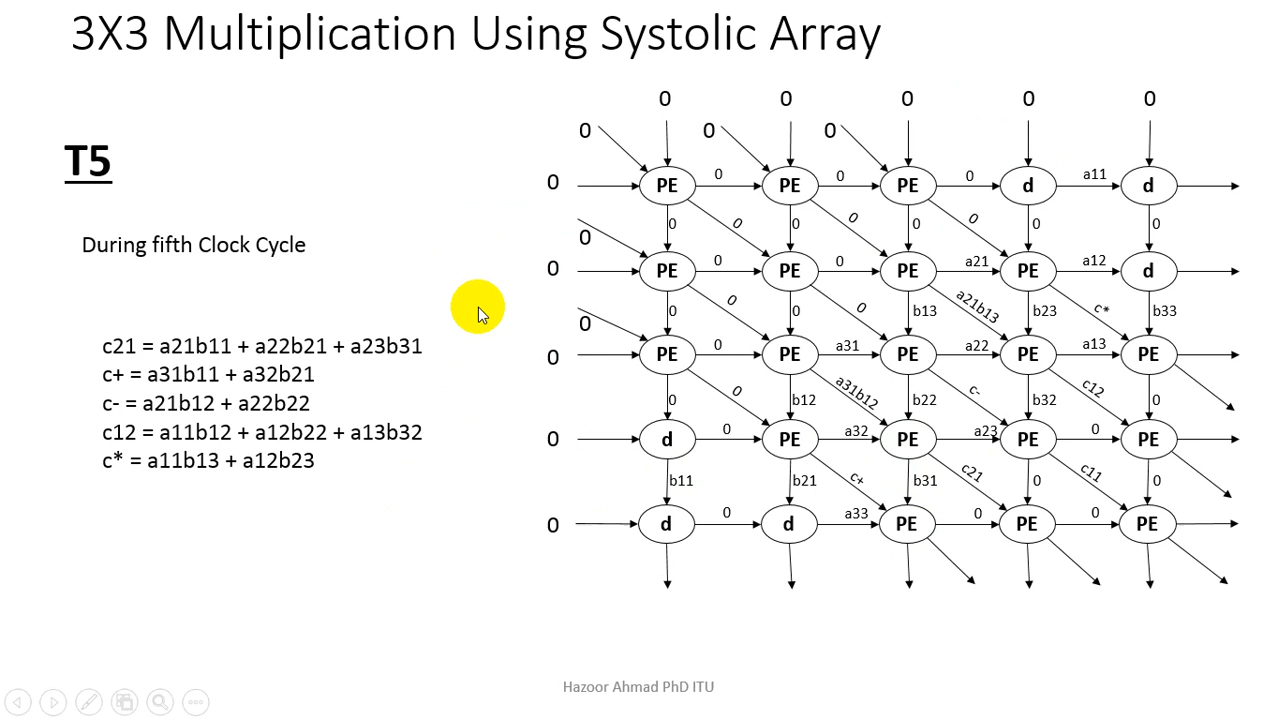 3X3 Multiplication Using Systolic Array
T5
During fifth Clock Cycle
c21 = a21b11 + a22b21 + a23b31
c+ = a31b11 + a32b21
c- = a21b12 + a22b22
c12 = a11b12 + a12b22 + a13b32
c* = a11b13 + a12b23
0 0 0 0 0
0 0 0
0 PE 0 PE 0 PE 0 d a11 d
0 0 0 0 0 0 0 0
0
0 PE 0 PE 0 PE a21 PE a12 d
0 0 0 0 b13 a21b13 b23 c* b33
0
0 PE 0 PE a31 PE a22 PE a13 PE
0 0 b12 a31b12 b22 c- b32 c12 0
0 d 0 PE a32 PE a23 PE 0 PE
b11 b21 c+ b31 c21 0 c11 0
0 d 0 d a33 PE 0 PE 0 PE
Hazoor Ahmad PhD ITU